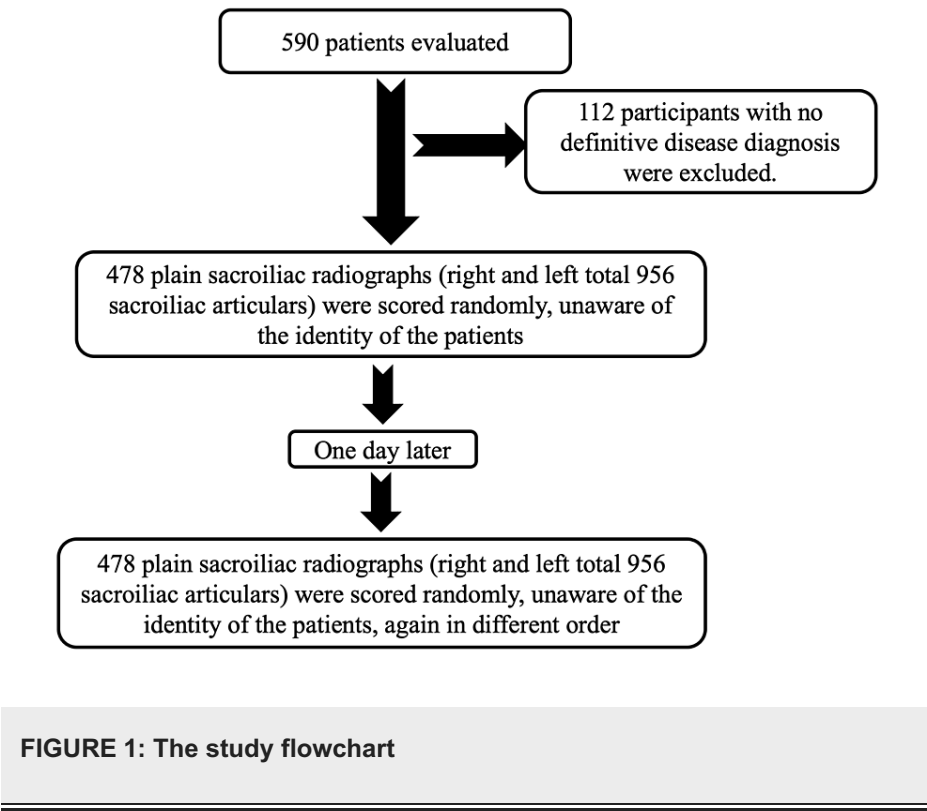 590 patients evaluated
112 participants with no
definitive disease diagnosis
were excluded.
478 plain sacroiliac radiographs (right and left total 956
sacroiliac articulars) were scored randomly, unaware of
the identity of the patients
One day later
478 plain sacroiliac radiographs (right and left total 956
sacroiliac articulars) were scored randomly, unaware of the
identity of the patients, again in different order
FIGURE 1: The study flowchart